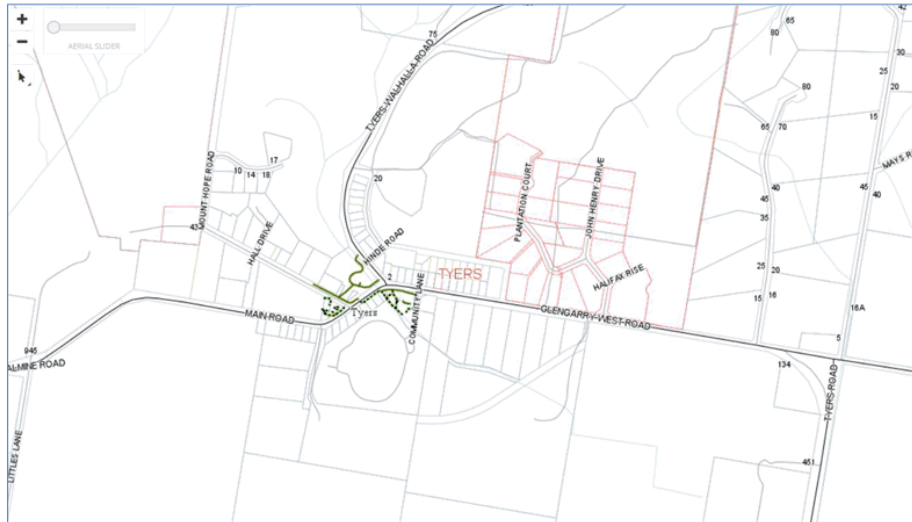 +
−
AERIAL SLIDER
75
TYERS-WALHALLA-ROAD
65
80
42
30
25
20
80
15
65
70
17
10
14
18
20
MOUNT HOPE ROAD
43
HALL DRIVE
HINDE ROAD
PLANTATION COURT
JOHN HENRY DRIVE
HALIFAX RISE
MAYS R
45
40
40
45
35
25
20
15
16
16A
2
TYERS
Tyers
COMMUNITY LANE
MAIN ROAD
GLENGARRY-WEST-ROAD
5
945
ALMINE ROAD
134
TYERS-ROAD
LITTLES LANE
451